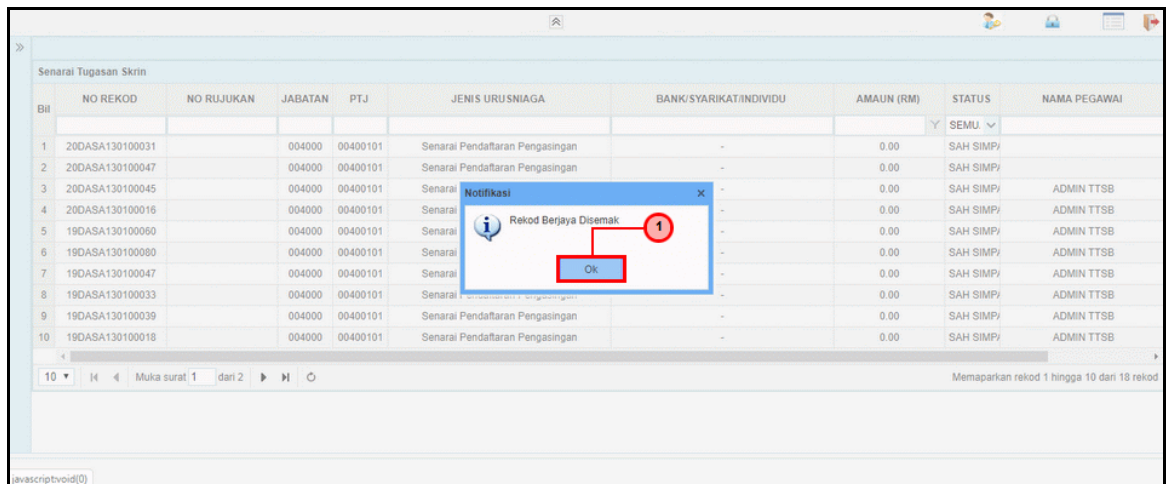 Senarai Tugasan Skrin
Bil NO REKOD NO RUJUKAN JABATAN PTJ JENIS URUSNIAGA BANK/SYARIKAT/INDIVIDU AMAUN (RM) STATUS NAMA PEGAWAI
SEMU.
1 20DASA130100031 004000 00400101 Senarai Pendaftaran Pengasingan - 0.00 SAH SIMP
2 20DASA130100047 004000 00400101 Senarai Pendaftaran Pengasingan - 0.00 SAH SIMP
3 20DASA130100045 004000 00400101 Senarai - 0.00 SAH SIMP ADMIN TTSB
4 20DASA130100016 004000 00400101 Senarai - 0.00 SAH SIMP ADMIN TTSB
5 19DASA130100060 004000 00400101 Senarai - 0.00 SAH SIMP ADMIN TTSB
6 19DASA130100080 004000 00400101 Senarai - 0.00 SAH SIMP ADMIN TTSB
7 19DASA130100047 004000 00400101 Senarai - 0.00 SAH SIMP ADMIN TTSB
8 19DASA130100033 004000 00400101 Senarai Pendaftaran Pengasingan - 0.00 SAH SIMP ADMIN TTSB
9 19DASA130100039 004000 00400101 Senarai Pendaftaran Pengasingan - 0.00 SAH SIMP ADMIN TTSB
10 19DASA130100018 004000 00400101 Senarai Pendaftaran Pengasingan - 0.00 SAH SIMP ADMIN TTSB
Notifikasi x
Rekod Berjaya Disemak
1
Ok
10 Muka surat 1 dari 2 Memaparkan rekod 1 hingga 10 dari 18 rekod
javascript:void(0)